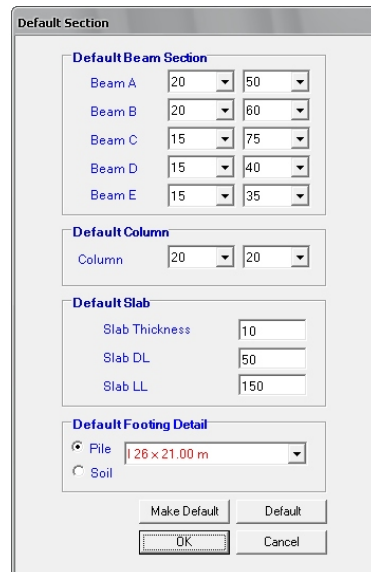 Default Section
Default Beam Section
Beam A 20 50
Beam B 20 60
Beam C 15 75
Beam D 15 40
Beam E 15 35
Default Column
Column 20 20
Default Slab
Slab Thickness 10
Slab DL 50
Slab LL 150
Default Footing Detail
Pile I 26 x 21.00 m
Soil
Make Default Default
OK Cancel